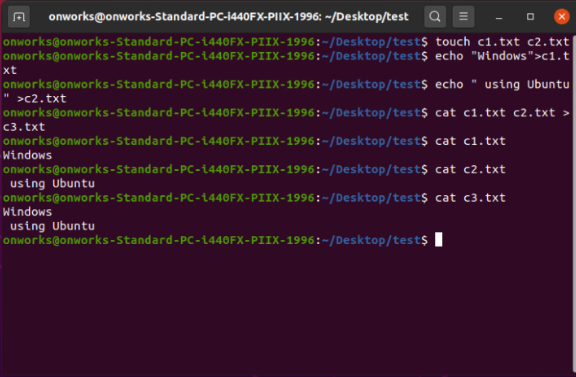 onworks@onworks-Standard-PC-i440FX-PIIX-1996: ~/Desktop/test
onworks@onworks-Standard-PC-i440FX-PIIX-1996:~/Desktop/test$ touch c1.txt c2.txt
onworks@onworks-Standard-PC-i440FX-PIIX-1996:~/Desktop/test$ echo "Windows">c1.t
xt
onworks@onworks-Standard-PC-i440FX-PIIX-1996:~/Desktop/test$ echo " using Ubuntu
" >c2.txt
onworks@onworks-Standard-PC-i440FX-PIIX-1996:~/Desktop/test$ cat c1.txt c2.txt >
c3.txt
onworks@onworks-Standard-PC-i440FX-PIIX-1996:~/Desktop/test$ cat c1.txt
Windows
onworks@onworks-Standard-PC-i440FX-PIIX-1996:~/Desktop/test$ cat c2.txt
 using Ubuntu
onworks@onworks-Standard-PC-i440FX-PIIX-1996:~/Desktop/test$ cat c3.txt
Windows
 using Ubuntu
onworks@onworks-Standard-PC-i440FX-PIIX-1996:~/Desktop/test$